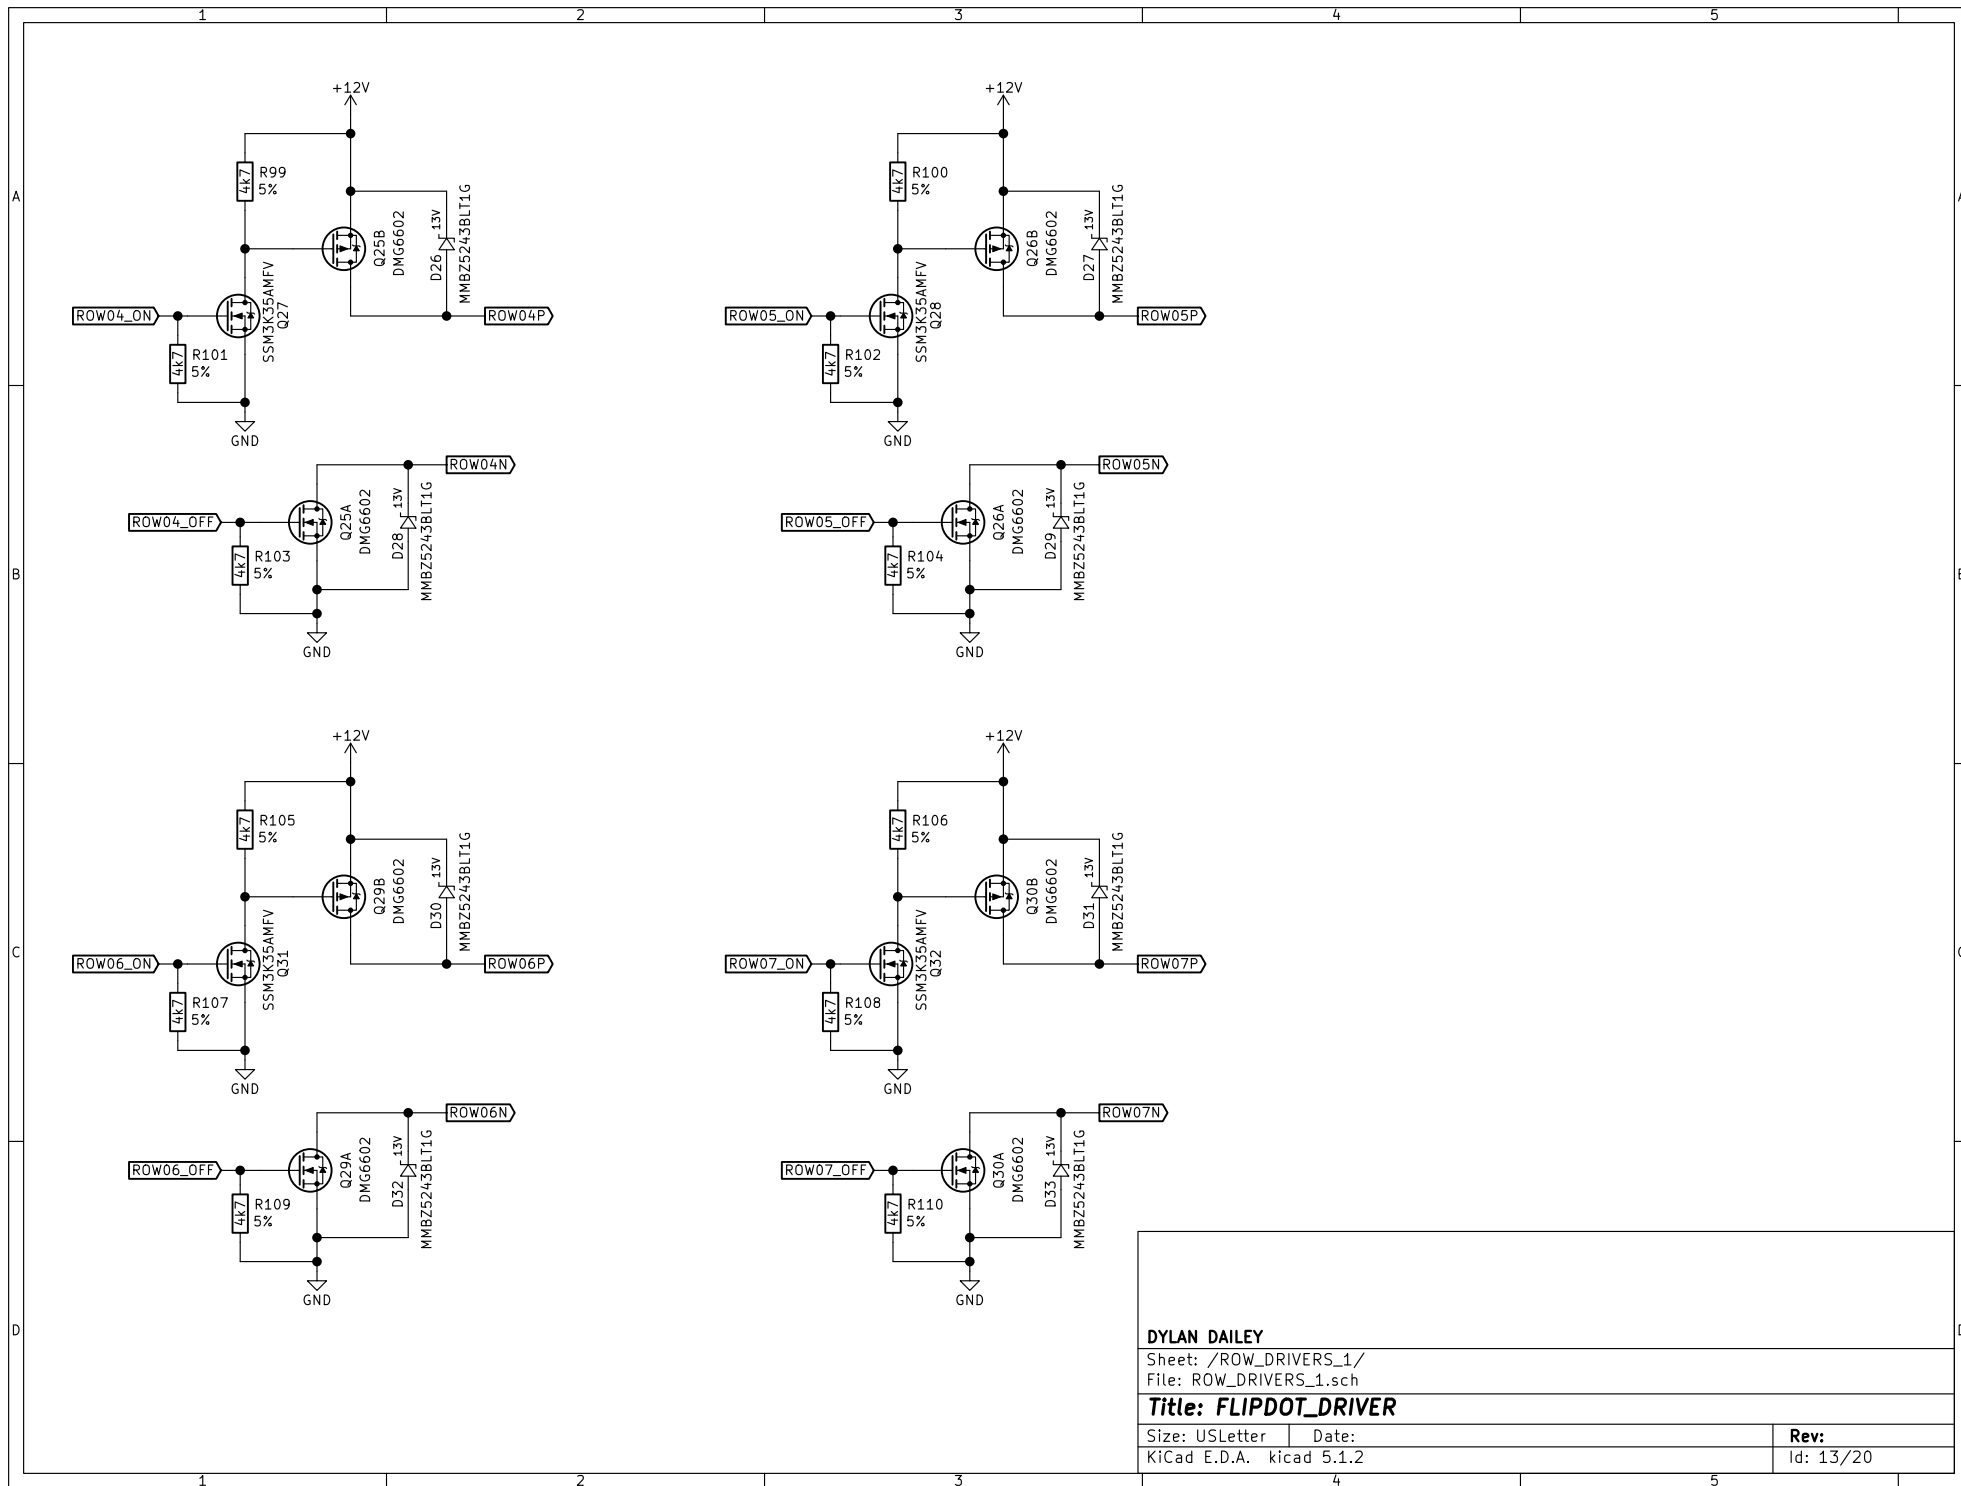 1 2 3 4 5
A A
+12V
R99
5%
4k7
Q25B
DMG6602
D26
13V
MMBZ5243BLT1G
ROW04_ON
SSM3K35AMFV
Q27
ROW04P
4k7
R101
5%
GND
+12V
R100
5%
4k7
Q26B
DMG6602
D27
13V
MMBZ5243BLT1G
ROW05_ON
SSM3K35AMFV
Q28
ROW05P
4k7
R102
5%
GND
B
ROW04N
ROW04_OFF
Q25A
DMG6602
D28
13V
MMBZ5243BLT1G
4k7
R103
5%
GND
ROW05N
ROW05_OFF
Q26A
DMG6602
D29
13V
MMBZ5243BLT1G
4k7
R104
5%
GND
C
+12V
R105
5%
4k7
Q29B
DMG6602
D30
13V
MMBZ5243BLT1G
ROW06_ON
SSM3K35AMFV
Q31
ROW06P
4k7
R107
5%
GND
+12V
R106
5%
4k7
Q30B
DMG6602
D31
13V
MMBZ5243BLT1G
ROW07_ON
SSM3K35AMFV
Q32
ROW07P
4k7
R108
5%
GND
D
ROW06N
ROW06_OFF
Q29A
DMG6602
D32
13V
MMBZ5243BLT1G
4k7
R109
5%
GND
ROW07N
ROW07_OFF
Q30A
DMG6602
D33
13V
MMBZ5243BLT1G
4k7
R110
5%
GND
DYLAN DAILEY
Sheet: /ROW_DRIVERS_1/
File: ROW_DRIVERS_1.sch
Title: FLIPDOT_DRIVER
Size: USLetter Date: Rev:
KiCad E.D.A. kicad 5.1.2 Id: 13/20
1 2 3 4 5